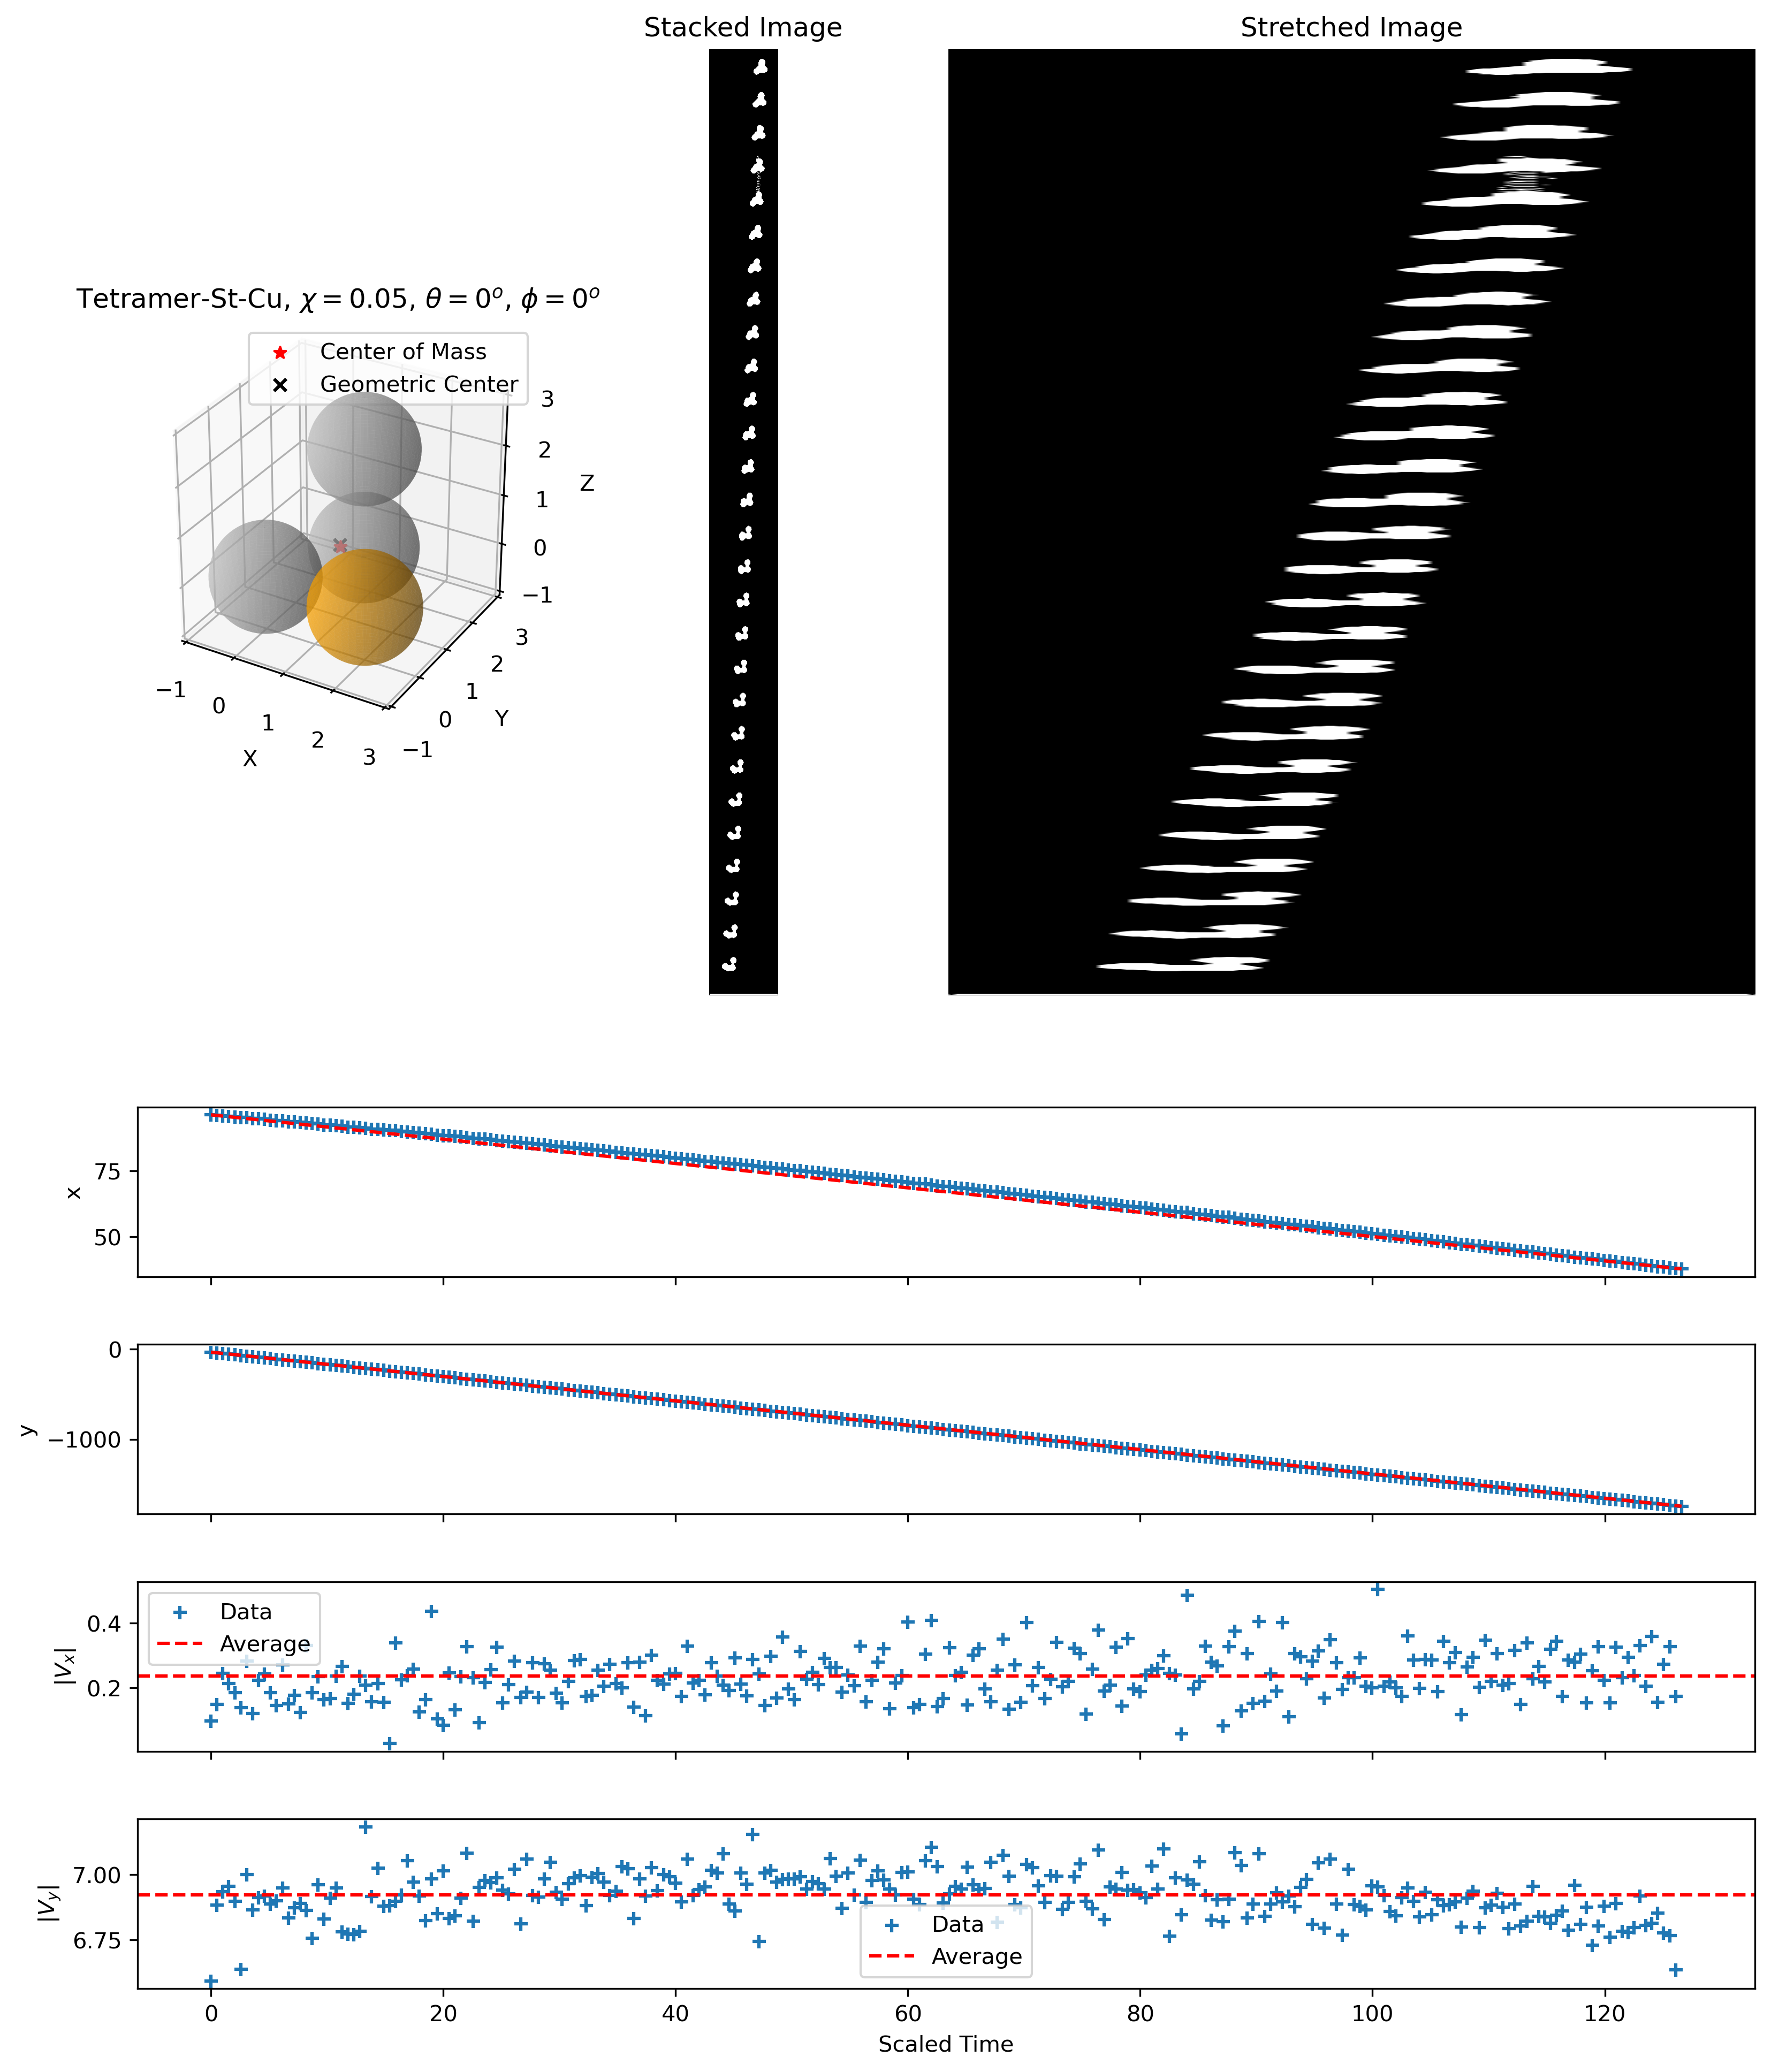 Stacked Image
Stretched Image
Tetramer-St-Cu, χ = 0.05, θ = 0°, ϕ = 0°
Center of Mass
Geometric Center
3
2
1
0
−1
Z
3
2
1
0
−1
Y
−1
0
1
2
3
X
75
50
x
0
−1000
y
0.4
0.2
|Vx|
Data
Average
7.00
6.75
|Vy|
Data
Average
0 20 40 60 80 100 120
Scaled Time